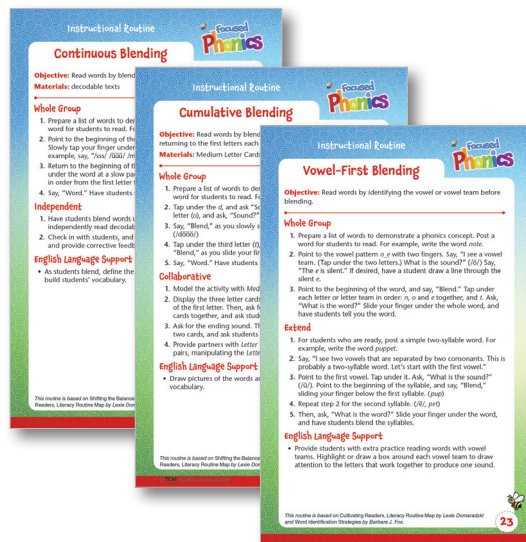 Instructional Routine
Focused
Phonics
Continuous Blending
Objective: Read words by blend
Materials: decodable texts
Whole Group
1. Prepare a list of words to de
word for students to read. Fo
2. Point to the beginning of the
Slowly tap your finger under
example, say, "/sss/ /ŭŭŭ/ /m
3. Return to the beginning of th
under the word at a slow pa
in order from the first letter t
4. Say, "Word." Have students
Independent
1. Have students blend words u
independently read decodab
2. Check in with students, and
and provide corrective feedb
English Language Support
• As students blend, define the
build students' vocabulary.
This routine is based on Shifting the Balance
Readers, Literacy Routine Map by Lexie Dom
Instructional Routine
Focused
Phonics
Cumulative Blending
Objective: Read words by blend
returning to the first letters each
Materials: Medium Letter Cards
Whole Group
1. Prepare a list of words to de
word for students to read. Fo
2. Tap under the d, and ask "So
letter (o), and ask, "Sound?"
3. Say, "Blend," as you slowly s
(/dŏŏŏ/)
4. Tap under the third letter (t),
"Blend," as you slide your fin
5. Say, "Word." Have students
Collaborative
1. Model the activity with Med
2. Display the three letter cards
of the first letter. Then, ask f
cards together, and ask stud
3. Ask for the ending sound. Th
two cards, and ask students
4. Provide partners with Letter
pairs, manipulating the Lette
English Language Support
• Draw pictures of the words a
vocabulary.
This routine is based on Shifting the Balance
Readers, Literacy Routine Map by Lexie Dom
Instructional Routine
Focused
Phonics
Vowel-First Blending
Objective: Read words by identifying the vowel or vowel team before
blending.
Whole Group
1. Prepare a list of words to demonstrate a phonics concept. Post a
word for students to read. For example, write the word note.
2. Point to the vowel pattern o_e with two fingers. Say, "I see a vowel
team. (Tap under the two letters.) What is the sound?" (/ō/) Say,
"The e is silent." If desired, have a student draw a line through the
silent e.
3. Point to the beginning of the word, and say, "Blend." Tap under
each letter or letter team in order: n, o and e together, and t. Ask,
"What is the word?" Slide your finger under the whole word, and
have students tell you the word.
Extend
1. For students who are ready, post a simple two-syllable word. For
example, write the word puppet.
2. Say, "I see two vowels that are separated by two consonants. This is
probably a two-syllable word. Let's start with the first vowel."
3. Point to the first vowel. Tap under it. Ask, "What is the sound?"
(/ŭ/). Point to the beginning of the syllable, and say, "Blend,"
sliding your finger below the first syllable. (pup)
4. Repeat step 2 for the second syllable. (/ĕ/, pet)
5. Then, ask, "What is the word?" Slide your finger under the word,
and have students blend the syllables.
English Language Support
• Provide students with extra practice reading words with vowel
teams. Highlight or draw a box around each vowel team to draw
attention to the letters that work together to produce one sound.
This routine is based on Cultivating Readers, Literacy Routine Map by Lexie Domaradzki
and Word Identification Strategies by Barbara J. Fox.
23